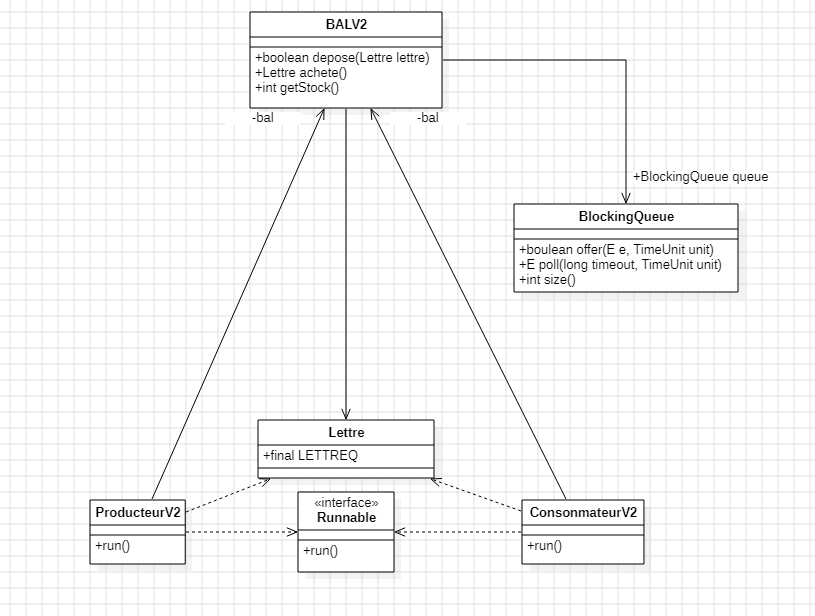 BALV2
+boolean depose(Lettre lettre)
+Lettre achete()
+int getStock()
-bal
-bal
+BlockingQueue queue
BlockingQueue
+boulean offer(E e, TimeUnit unit)
+E poll(long timeout, TimeUnit unit)
+int size()
Lettre
+final LETTREQ
ProducteurV2
+run()
«interface»
Runnable
+run()
ConsonmateurV2
+run()